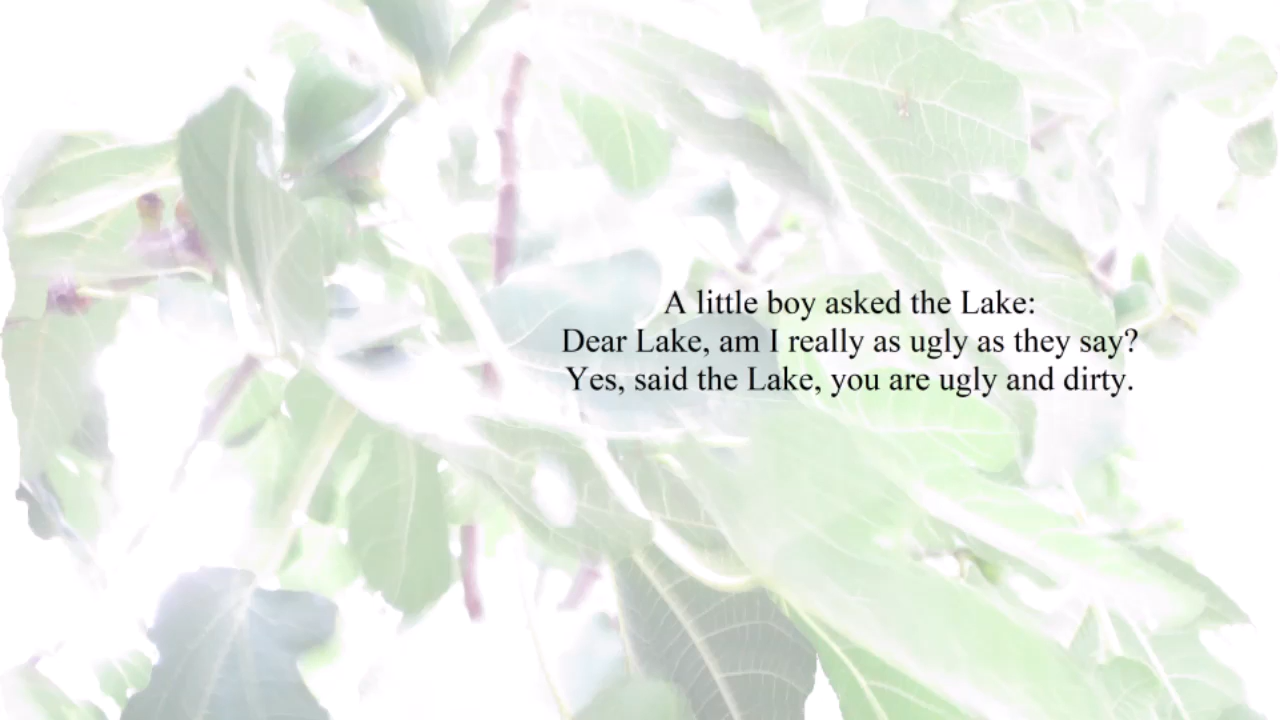 A little boy asked the Lake:
Dear Lake, am I really as ugly as they say?
Yes, said the Lake, you are ugly and dirty.